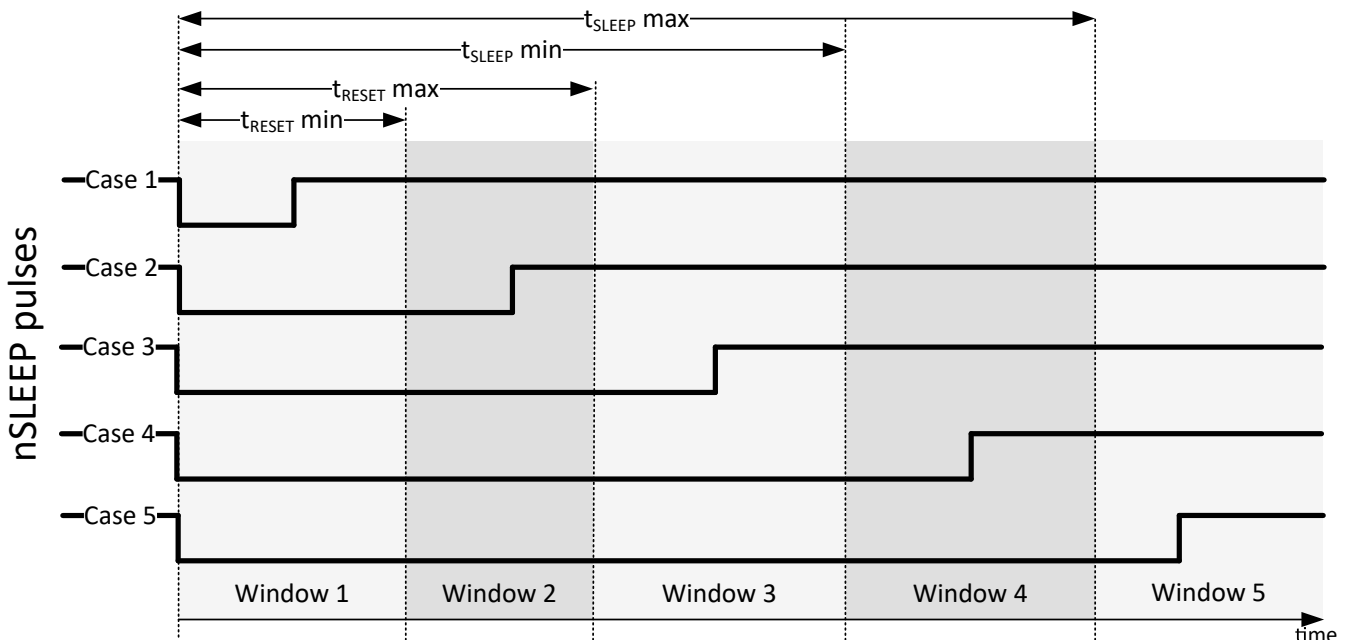 tSLEEP max
tSLEEP min
tRESET max
tRESET min
nSLEEP pulses
Case 1
Case 2
Case 3
Case 4
Case 5
Window 1 Window 2 Window 3 Window 4 Window 5
time